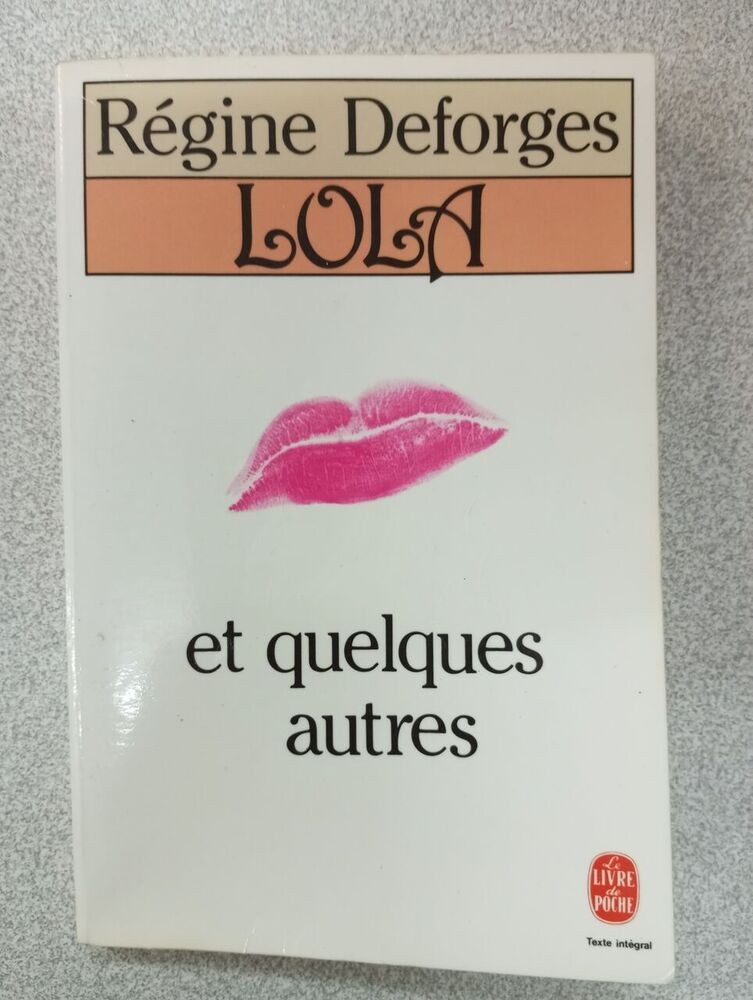 Régine Deforges
LOLA
et quelques
autres
Le
LIVRE
de
POCHE
Texte intégral